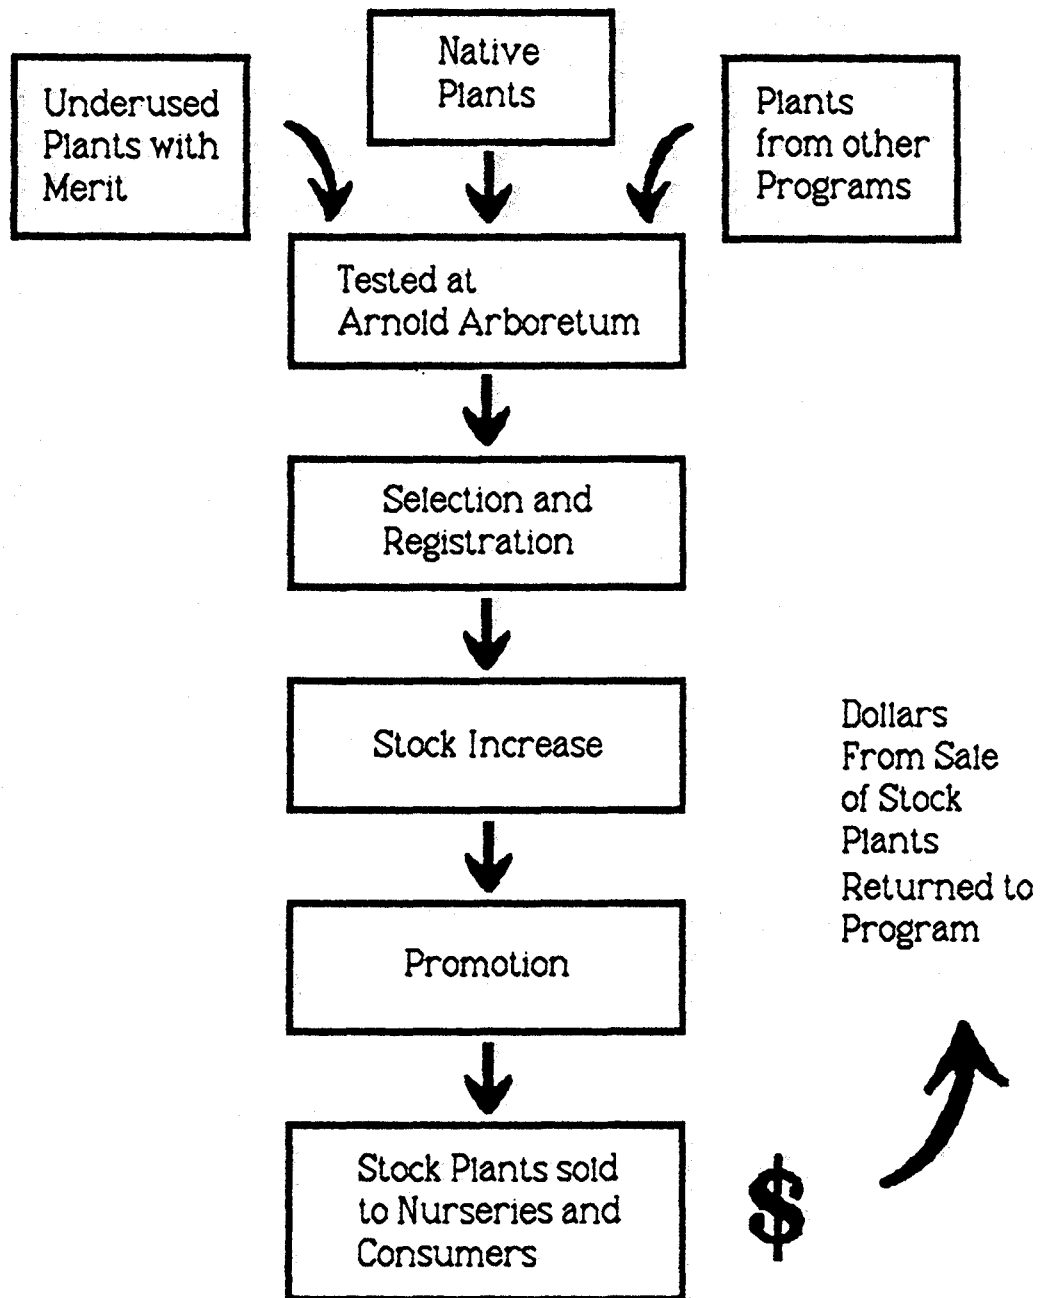 Underused
Plants with
Merit
Native
Plants
Plants
from other
Programs
Tested at
Arnold Arboretum
Selection and
Registration
Stock Increase
Promotion
Stock Plants sold
to Nurseries and
Consumers
$
Dollars
From Sale
of Stock
Plants
Returned to
Program